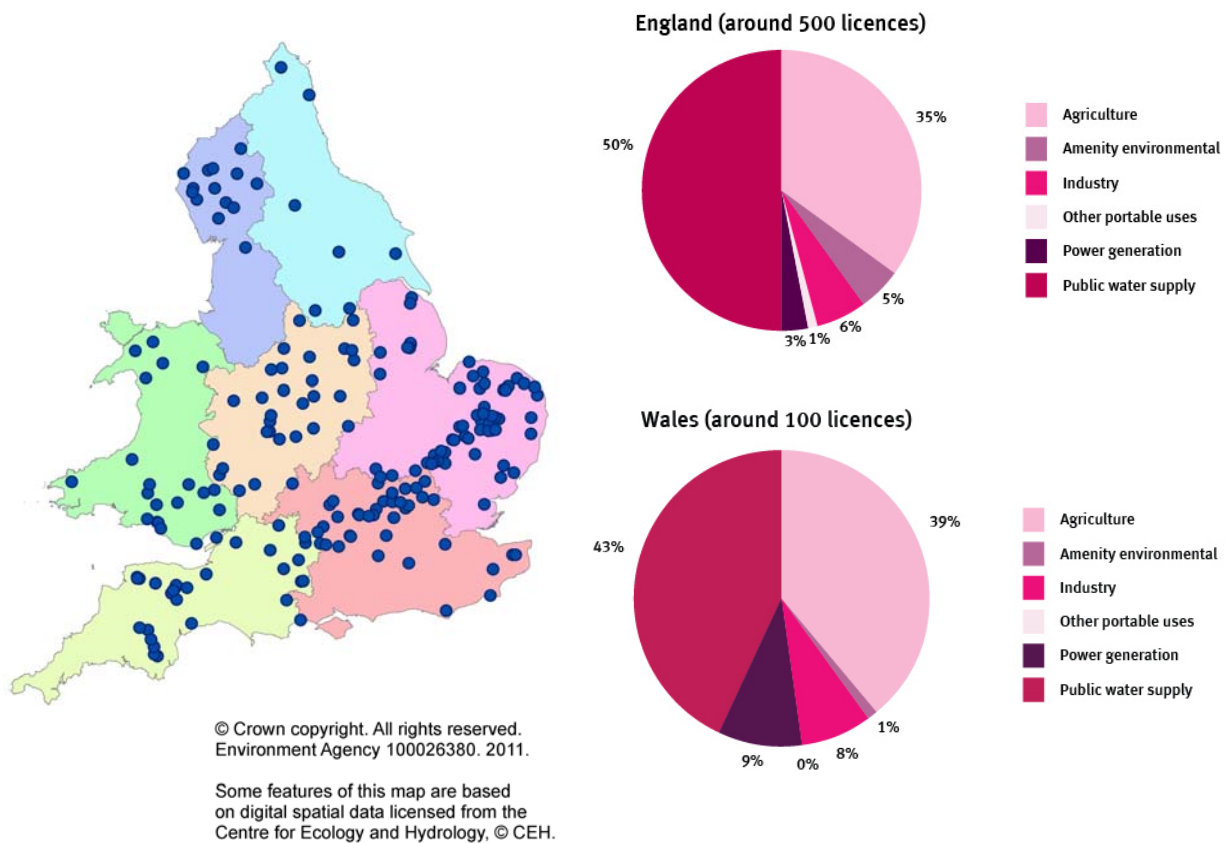 England (around 500 licences)
35%
50%
5%
6%
1%
3%
Agriculture
Amenity environmental
Industry
Other portable uses
Power generation
Public water supply
Wales (around 100 licences)
39%
43%
1%
8%
0%
9%
Agriculture
Amenity environmental
Industry
Other portable uses
Power generation
Public water supply
© Crown copyright. All rights reserved.
Environment Agency 100026380. 2011.
Some features of this map are based
on digital spatial data licensed from the
Centre for Ecology and Hydrology, © CEH.